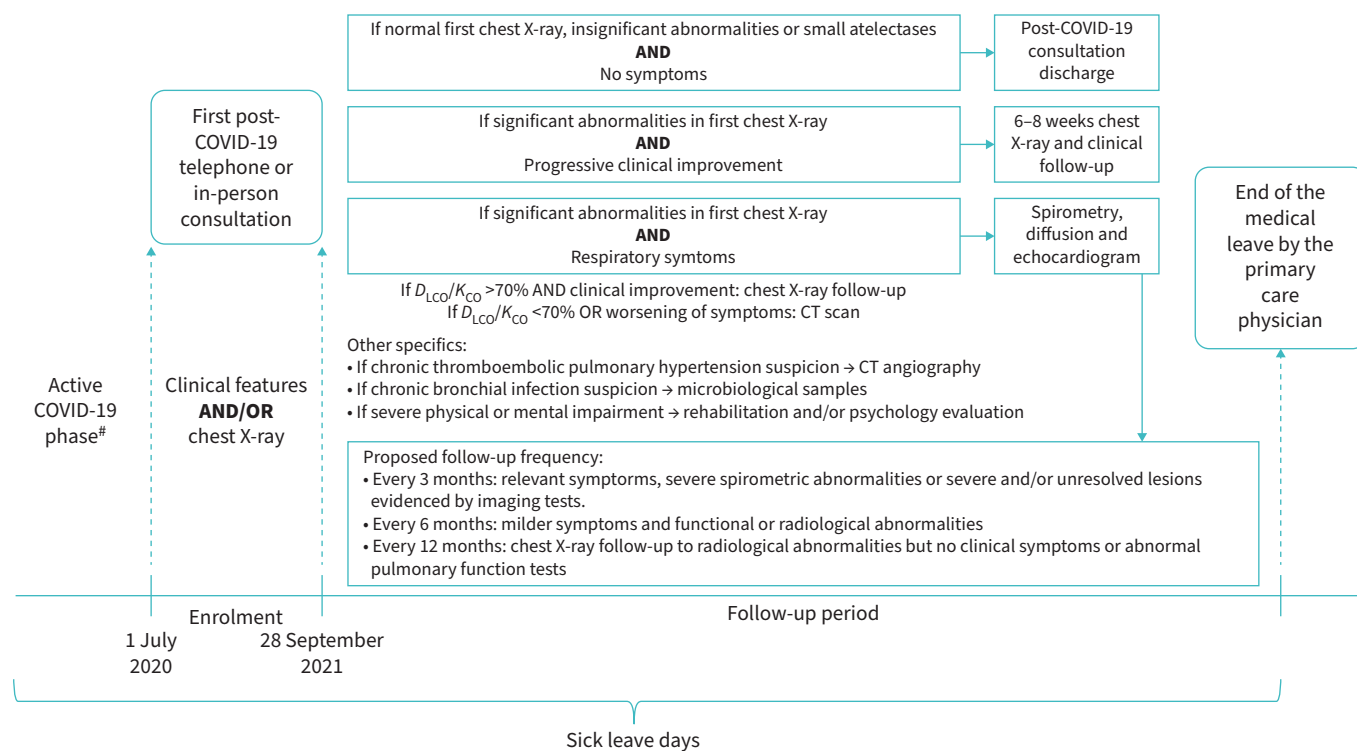 If normal first chest X-ray, insignificant abnormalities or small atelectases
AND
No symptoms
Post-COVID-19
consultation
discharge
First post-
COVID-19
telephone or
in-person
consultation
If significant abnormalities in first chest X-ray
AND
Progressive clinical improvement
6–8 weeks chest
X-ray and clinical
follow-up
If significant abnormalities in first chest X-ray
AND
Respiratory symtoms
Spirometry,
diffusion and
echocardiogram
End of the
medical
leave by the
primary
care
physician
If DLCO/KCO >70% AND clinical improvement: chest X-ray follow-up
If DLCO/KCO <70% OR worsening of symptoms: CT scan
Other specifics:
• If chronic thromboembolic pulmonary hypertension suspicion → CT angiography
• If chronic bronchial infection suspicion → microbiological samples
• If severe physical or mental impairment → rehabilitation and/or psychology evaluation
Active
COVID-19
phase#
Clinical features
AND/OR
chest X-ray
Proposed follow-up frequency:
• Every 3 months: relevant symptorms, severe spirometric abnormalities or severe and/or unresolved lesions
evidenced by imaging tests.
• Every 6 months: milder symptoms and functional or radiological abnormalities
• Every 12 months: chest X-ray follow-up to radiological abnormalities but no clinical symptoms or abnormal
pulmonary function tests
Enrolment
Follow-up period
1 July
2020
28 September
2021
Sick leave days